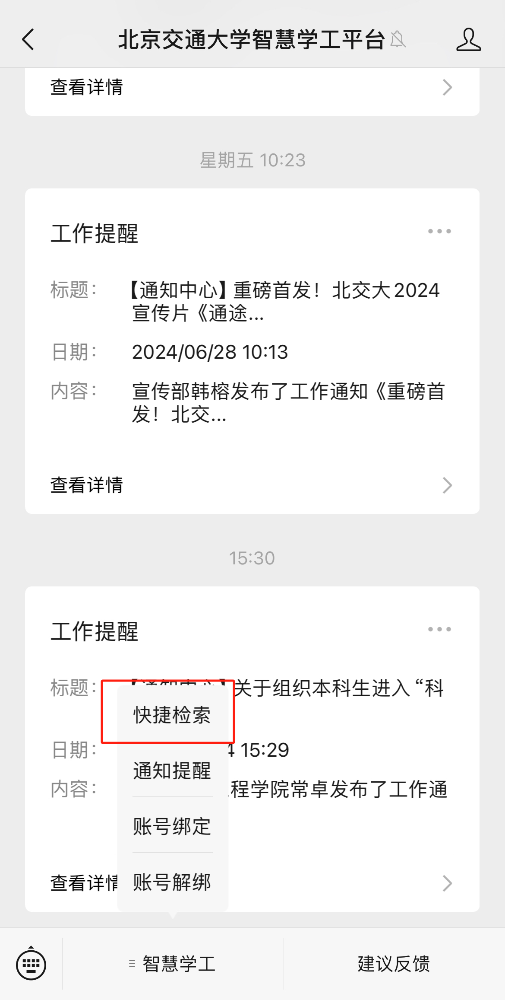 北京交通大学智慧学工平台
查看详情
星期五 10:23
工作提醒
标题：
【通知中心】重磅首发！北交大2024
宣传片《通途...
日期：
2024/06/28 10:13
内容：
宣传部韩榕发布了工作通知《重磅首
发！北交...
查看详情
15:30
工作提醒
标题：
【通知中心】关于组织本科生进入“科
快捷检索
日期：
4 15:29
通知提醒
内容：
程学院常卓发布了工作通
账号绑定
查看详情
账号解绑
智慧学工
建议反馈